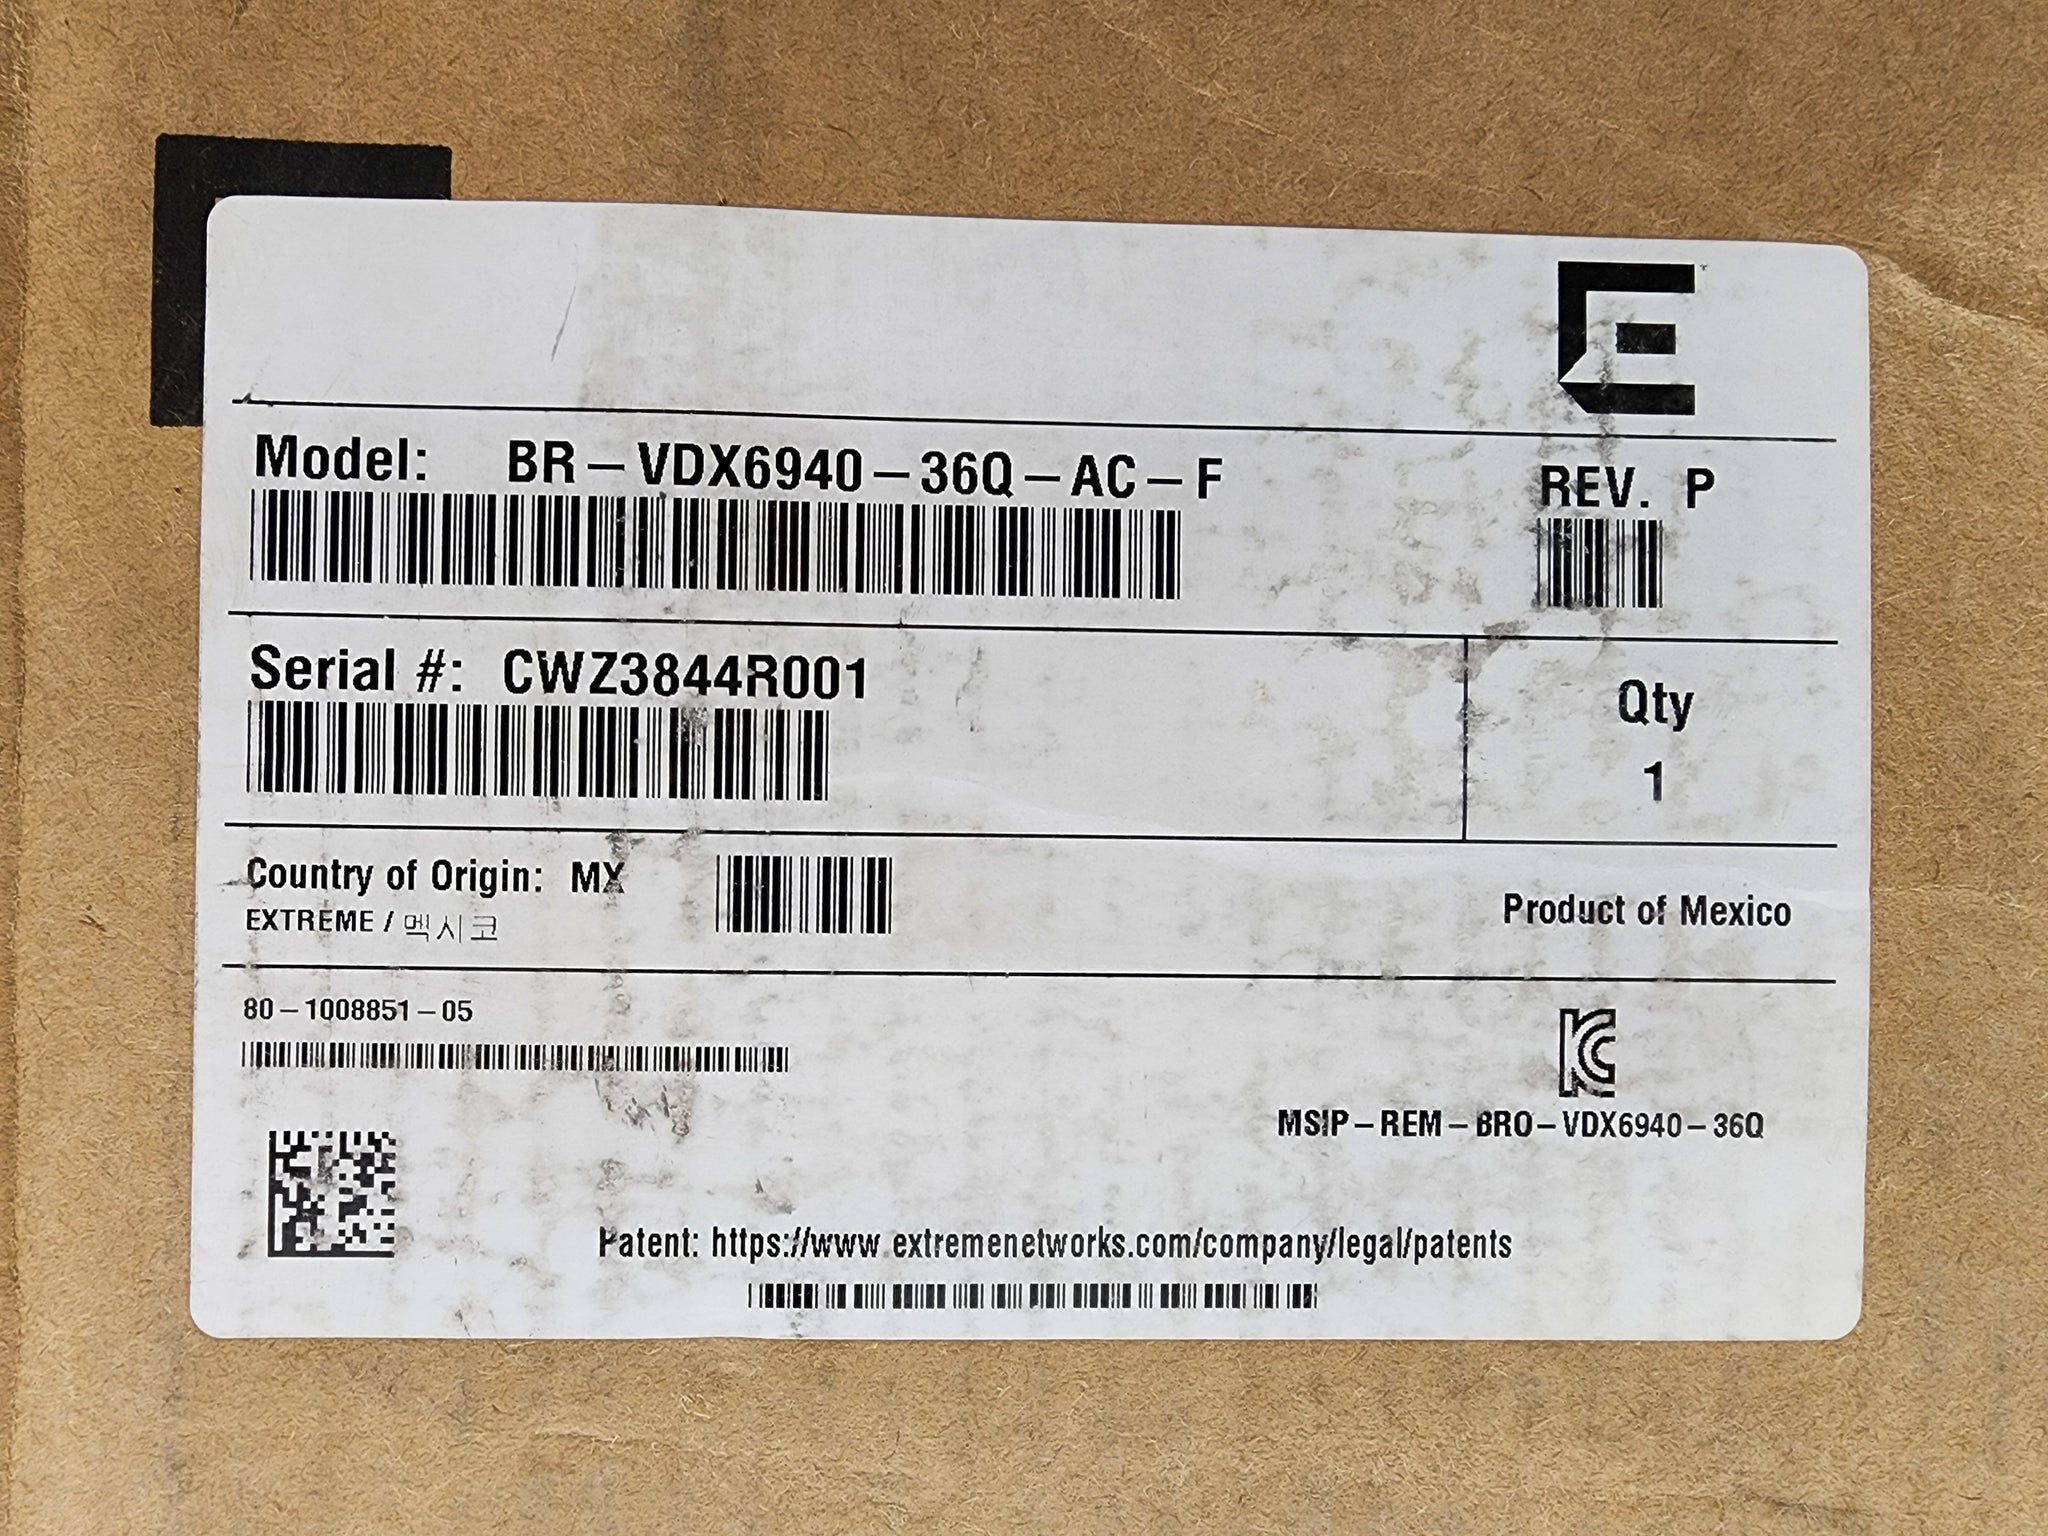 Model: BR-VDX6940-36Q-AC-F
REV. P
Serial #: CWZ3844R001
Qty
1
Country of Origin: MX
EXTREME / 멕시코
Product of Mexico
80-1008851-05
MSIP-REM-BRO-VDX6940-36Q
Patent: https://www.extremenetworks.com/company/legal/patents